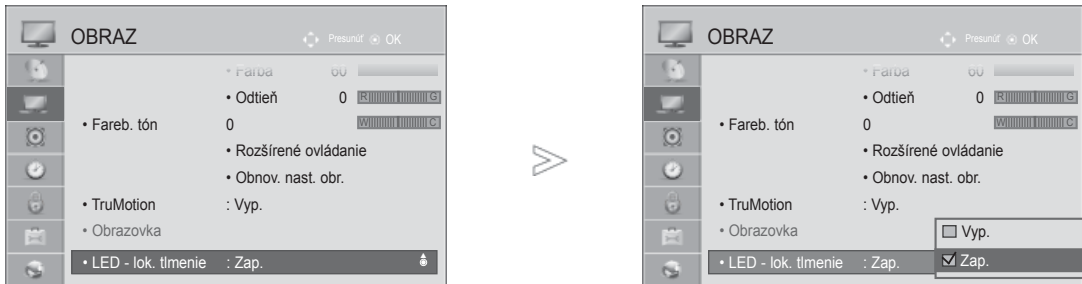 OBRAZ
Presunúť OK
• Farba 60
• Odtieň 0 R G
• Fareb. tón 0 W C
• Rozšírené ovládanie
• Obnov. nast. obr.
• TruMotion : Vyp.
• Obrazovka
• LED - lok. tlmenie : Zap.
OBRAZ
Presunúť OK
• Farba 60
• Odtieň 0 R G
• Fareb. tón 0 W C
• Rozšírené ovládanie
• Obnov. nast. obr.
• TruMotion : Vyp.
• Obrazovka
• LED - lok. tlmenie : Zap.
Vyp.
Zap.